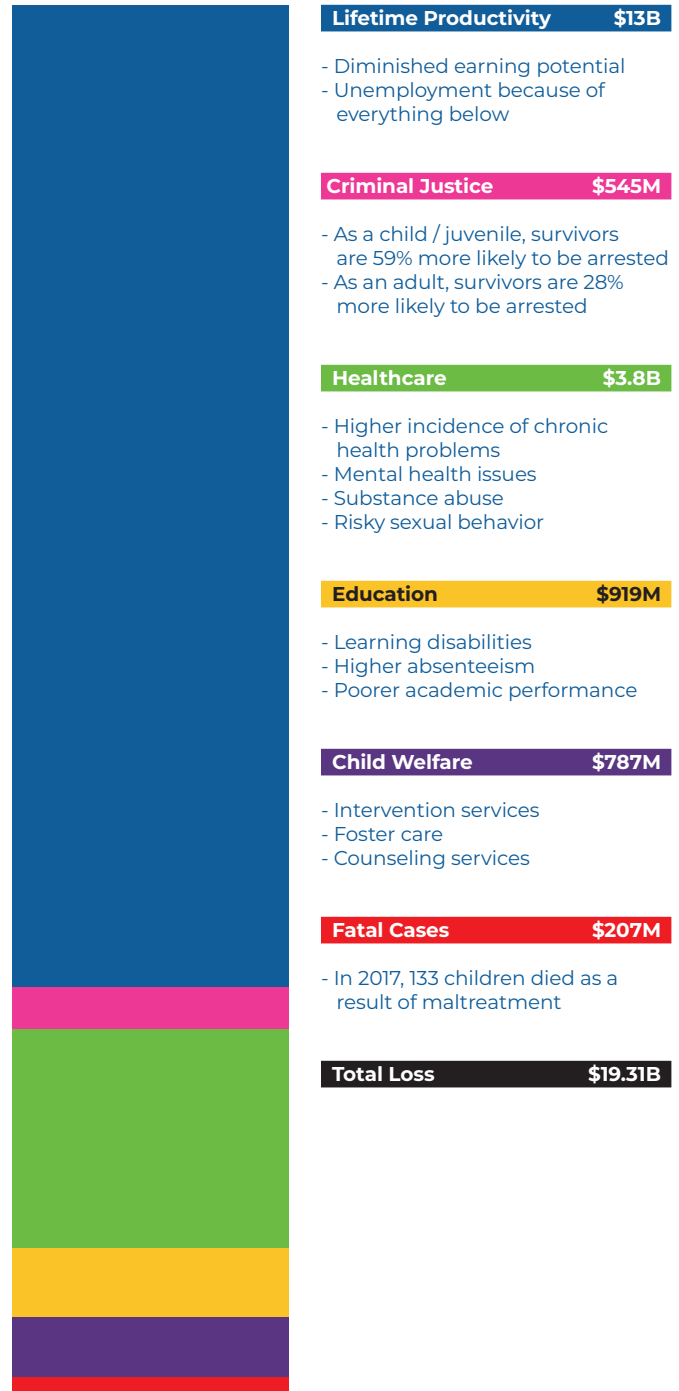 Lifetime Productivity $13B
- Diminished earning potential
- Unemployment because of
everything below
Criminal Justice $545M
- As a child / juvenile, survivors
are 59% more likely to be arrested
- As an adult, survivors are 28%
more likely to be arrested
Healthcare $3.8B
- Higher incidence of chronic
health problems
- Mental health issues
- Substance abuse
- Risky sexual behavior
Education $919M
- Learning disabilities
- Higher absenteeism
- Poorer academic performance
Child Welfare $787M
- Intervention services
- Foster care
- Counseling services
Fatal Cases $207M
- In 2017, 133 children died as a
result of maltreatment
Total Loss $19.31B